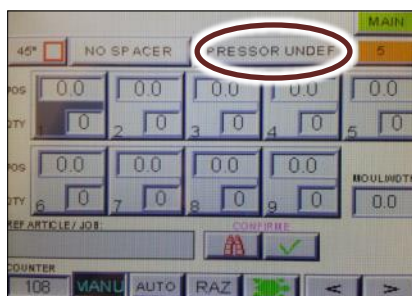 MAIN
45° NO SPACER PRESSOR UNDEF 5
POS 0.0 0.0 0.0 0.0 0.0
QTY 1 0 2 0 3 0 4 0 5 0
POS 0.0 0.0 0.0 0.0 MOULWIDTH
QTY 6 0 7 0 8 0 9 0 0.0
REF ARTICLE / JOB: CONFIRME
COUNTER
108 MANU AUTO RAZ < >